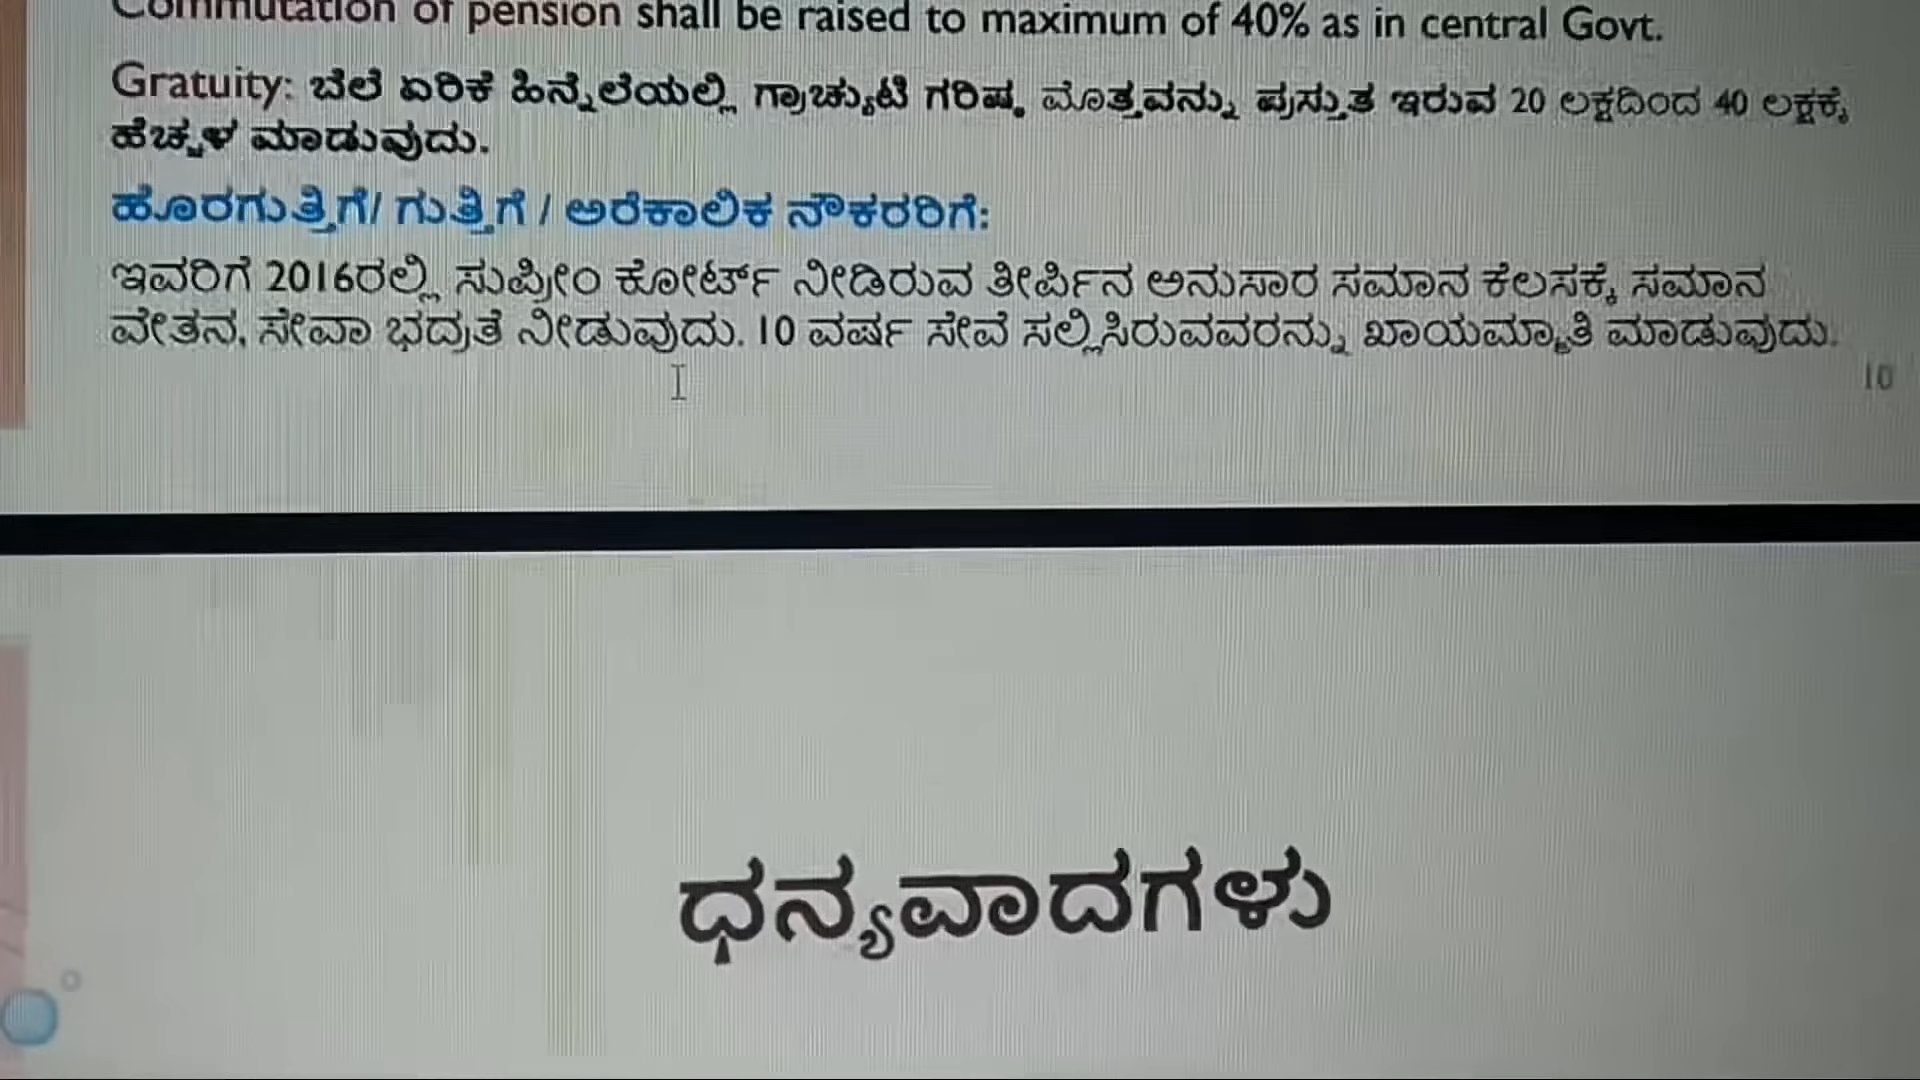 Commutation of pension shall be raised to maximum of 40% as in central Govt.
Gratuity: ಬೆಲೆ ಏರಿಕೆ ಹಿನ್ನೆಲೆಯಲ್ಲಿ ಗ್ರಾಚ್ಯುಟಿ ಗರಿಷ್ಠ ಮೊತ್ತವನ್ನು ಪ್ರಸ್ತುತ ಇರುವ 20 ಲಕ್ಷದಿಂದ 40 ಲಕ್ಷಕ್ಕೆ
ಹೆಚ್ಚಳ ಮಾಡುವುದು.
ಹೊರಗುತ್ತಿಗೆ/ ಗುತ್ತಿಗೆ / ಅರೆಕಾಲಿಕ ನೌಕರರಿಗೆ:
ಇವರಿಗೆ 2016ರಲ್ಲಿ ಸುಪ್ರೀಂ ಕೋರ್ಟ್ ನೀಡಿರುವ ತೀರ್ಪಿನ ಅನುಸಾರ ಸಮಾನ ಕೆಲಸಕ್ಕೆ ಸಮಾನ
ವೇತನ, ಸೇವಾ ಭದ್ರತೆ ನೀಡುವುದು. 10 ವರ್ಷ ಸೇವೆ ಸಲ್ಲಿಸಿರುವವರನ್ನು ಖಾಯಮ್ಮಾತಿ ಮಾಡುವುದು.
10
ಧನ್ಯವಾದಗಳು